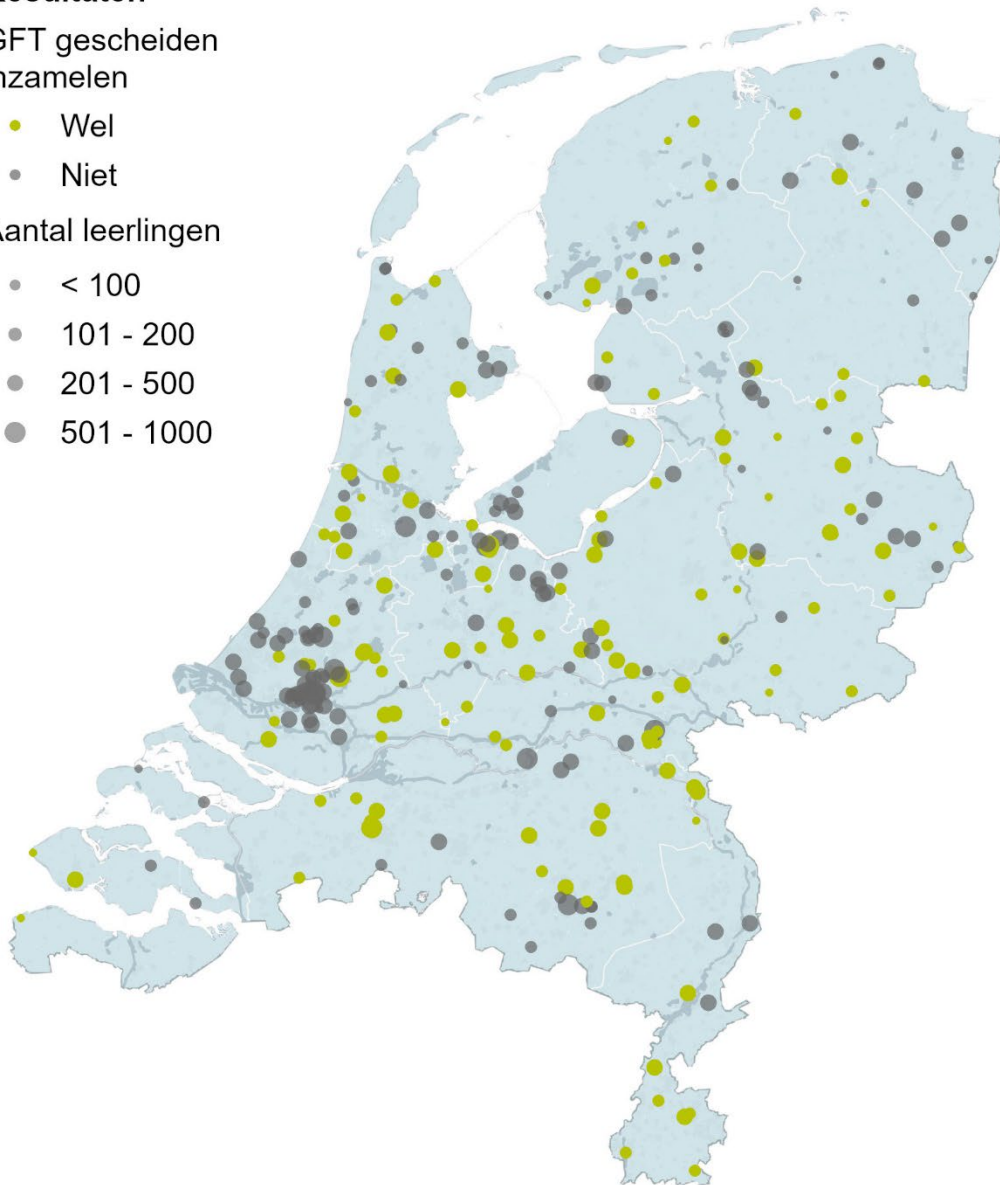 GFT gescheiden
nzamelen
Wel
Niet
Aantal leerlingen
< 100
101 - 200
201 - 500
501 - 1000